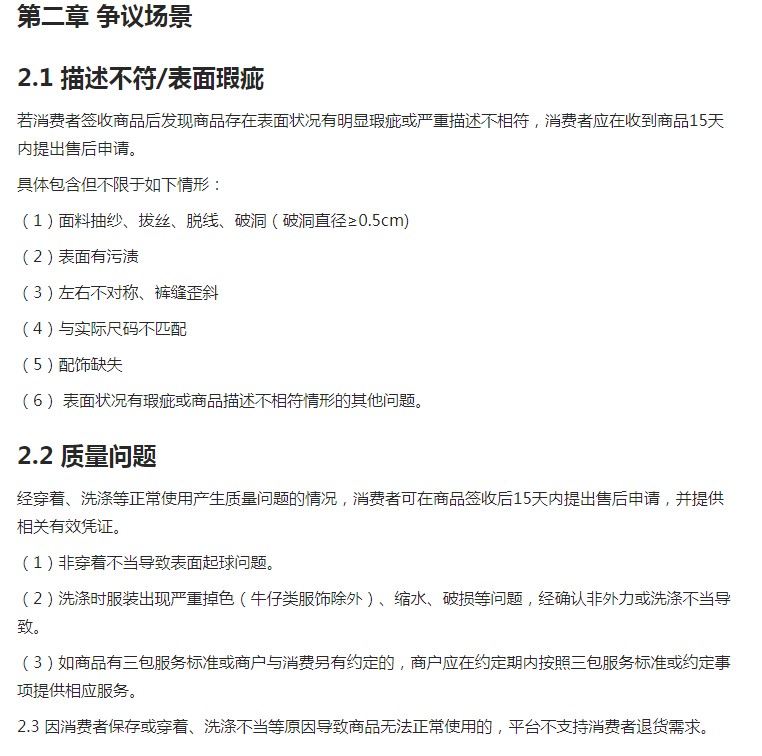 第二章 争议场景
2.1 描述不符/表面瑕疵
若消费者签收商品后发现商品存在表面状况有明显瑕疵或严重描述不相符，消费者应在收到商品15天
内提出售后申请。
具体包含但不限于如下情形：
（1）面料抽纱、拔丝、脱线、破洞（破洞直径≥0.5cm)
（2）表面有污渍
（3）左右不对称、裤缝歪斜
（4）与实际尺码不匹配
（5）配饰缺失
（6） 表面状况有瑕疵或商品描述不相符情形的其他问题。
2.2 质量问题
经穿着、洗涤等正常使用产生质量问题的情况，消费者可在商品签收后15天内提出售后申请，并提供
相关有效凭证。
（1）非穿着不当导致表面起球问题。
（2）洗涤时服装出现严重掉色（牛仔类服饰除外）、缩水、破损等问题，经确认非外力或洗涤不当导
致。
（3）如商品有三包服务标准或商户与消费另有约定的，商户应在约定期内按照三包服务标准或约定事
项提供相应服务。
2.3 因消费者保存或穿着、洗涤不当等原因导致商品无法正常使用的，平台不支持消费者退货需求。